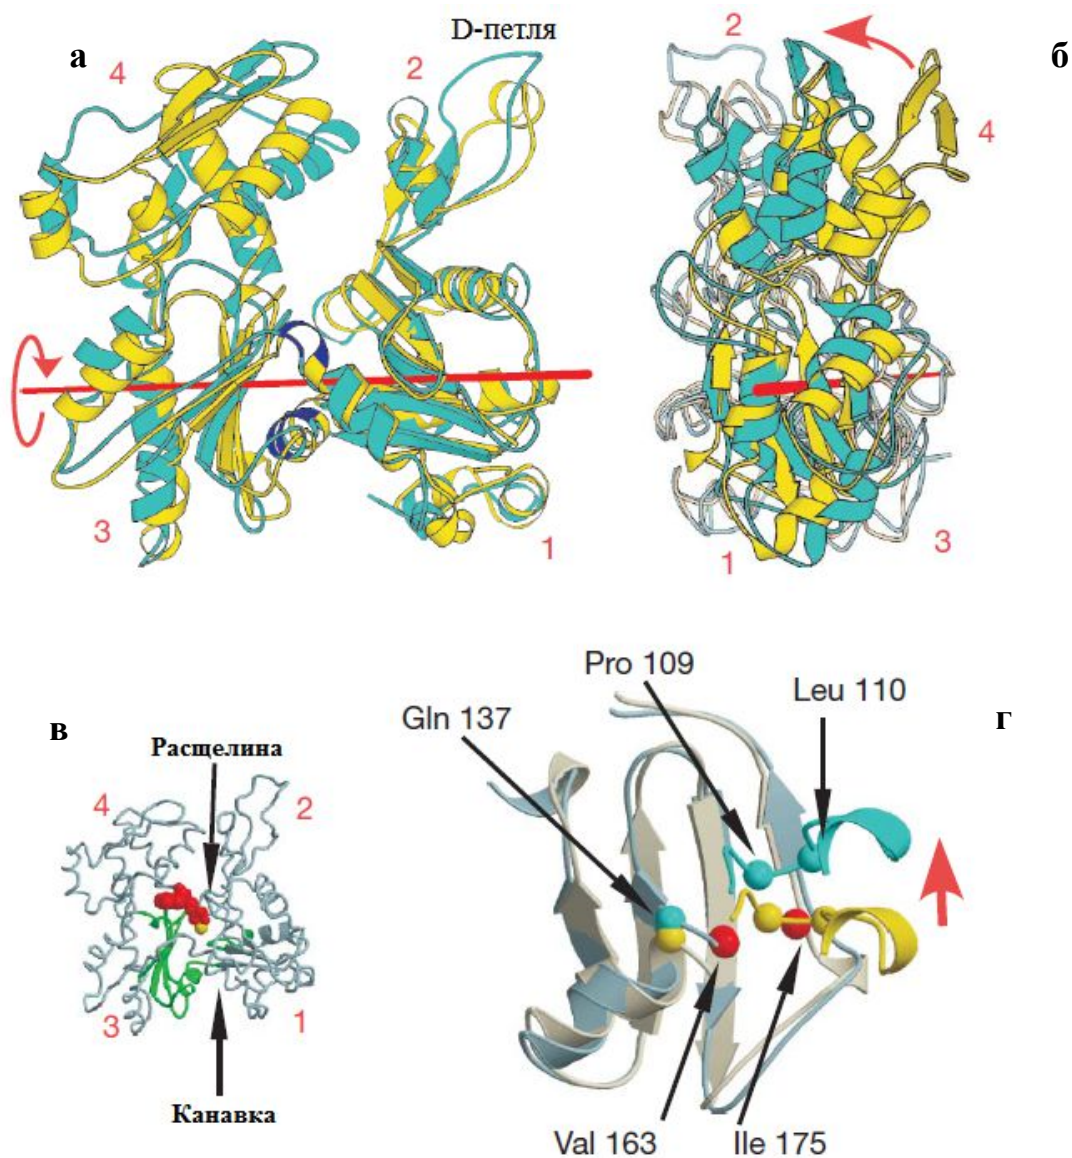 а
D-петля
4
2
3
1
б
2
4
1
3
в
Расщелина
4
2
3
1
Канавка
г
Pro 109
Leu 110
Gln 137
Val 163
Ile 175